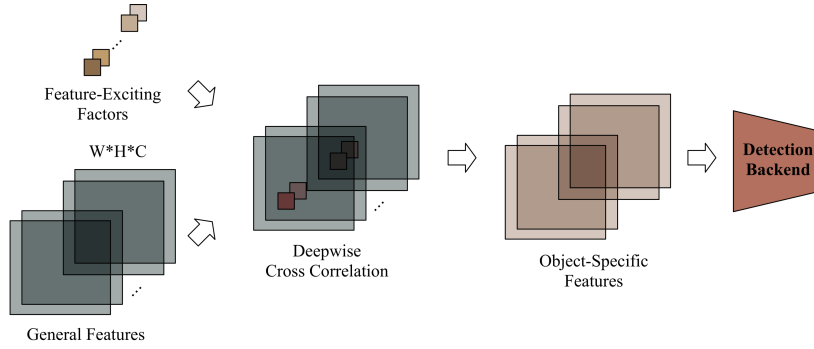 Feature-Exciting
Factors
W*H*C
General Features
Deepwise
Cross Correlation
Object-Specific
Features
Detection
Backend